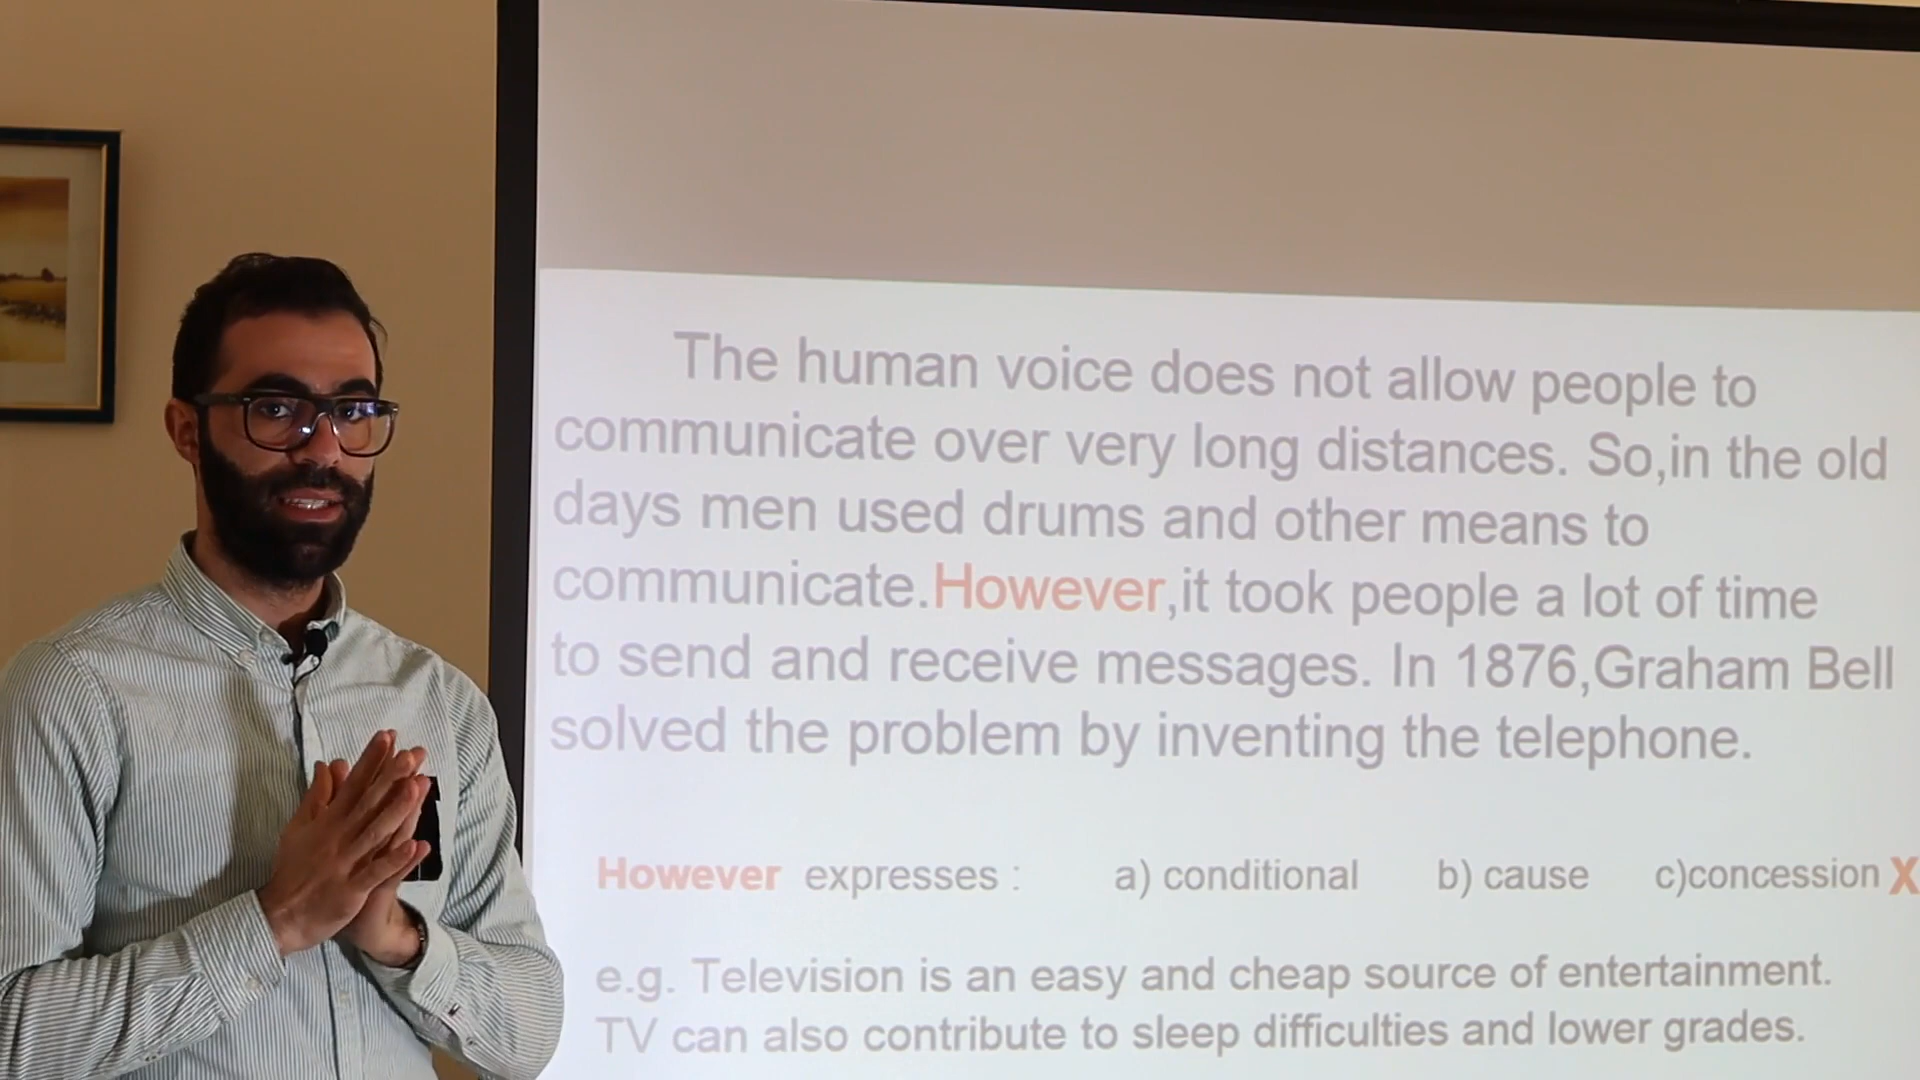 The human voice does not allow people to
communicate over very long distances. So,in the old
days men used drums and other means to
communicate.However,it took people a lot of time
to send and receive messages. In 1876,Graham Bell
solved the problem by inventing the telephone.
However expresses : a) conditional b) cause c)concession X
e.g. Television is an easy and cheap source of entertainment.
TV can also contribute to sleep difficulties and lower grades.